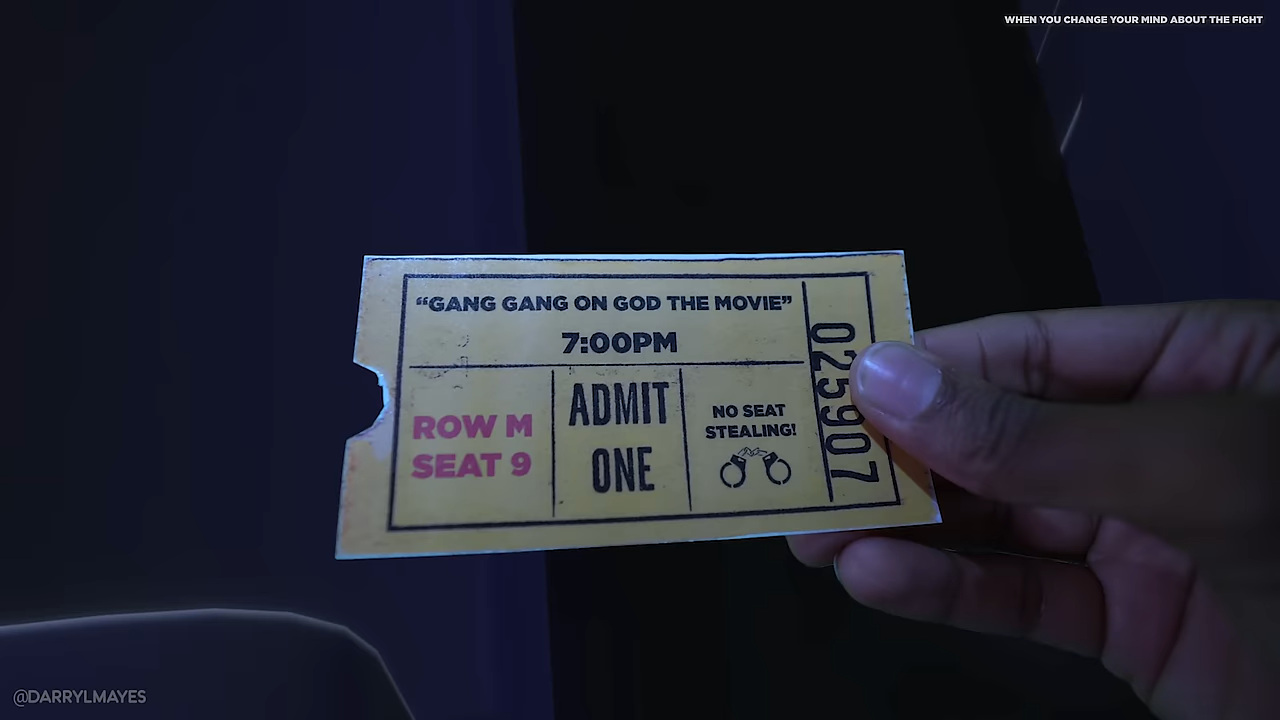 WHEN YOU CHANGE YOUR MIND ABOUT THE FIGHT
“GANG GANG ON GOD THE MOVIE”
7:00PM
ROW M
SEAT 9
ADMIT
ONE
NO SEAT
STEALING!
025907
@DARRYLMAYES